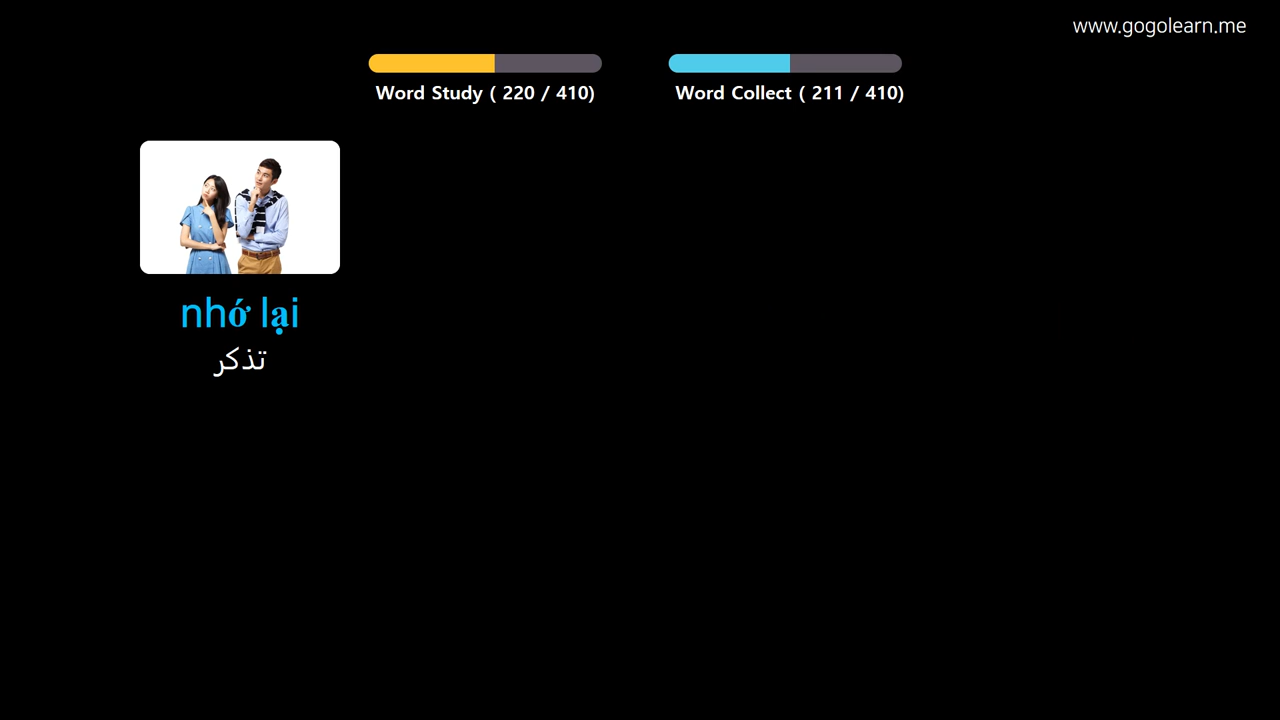 www.gogolearn.me
Word Study ( 220 / 410)
Word Collect ( 211 / 410)
nhớ lại
تذكر